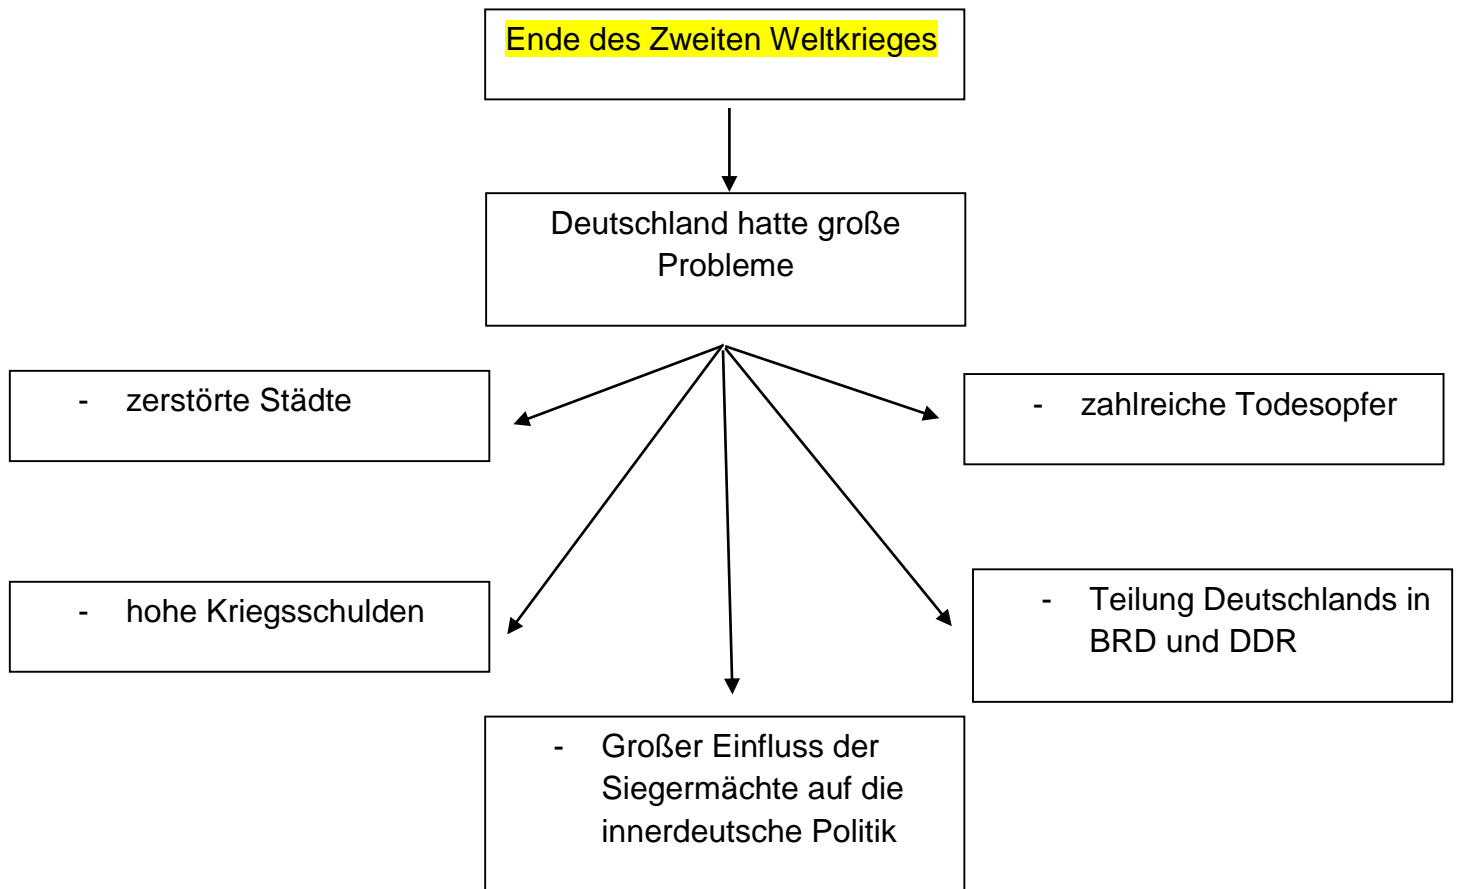 Ende des Zweiten Weltkrieges
Deutschland hatte große
Probleme
- zerstörte Städte
- zahlreiche Todesopfer
- hohe Kriegsschulden
- Teilung Deutschlands in
BRD und DDR
- Großer Einfluss der
Siegermächte auf die
innerdeutsche Politik